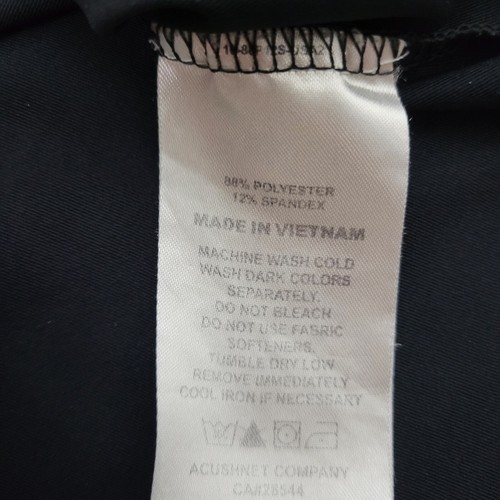 88% POLYESTER
12% SPANDEX
MADE IN VIETNAM
MACHINE WASH COLD
WASH DARK COLORS
SEPARATELY.
DO NOT BLEACH
DO NOT USE FABRIC
SOFTENERS.
TUMBLE DRY LOW
REMOVE IMMEDIATELY
COOL IRON IF NECESSARY
ACUSHNET COMPANY
CA#28544